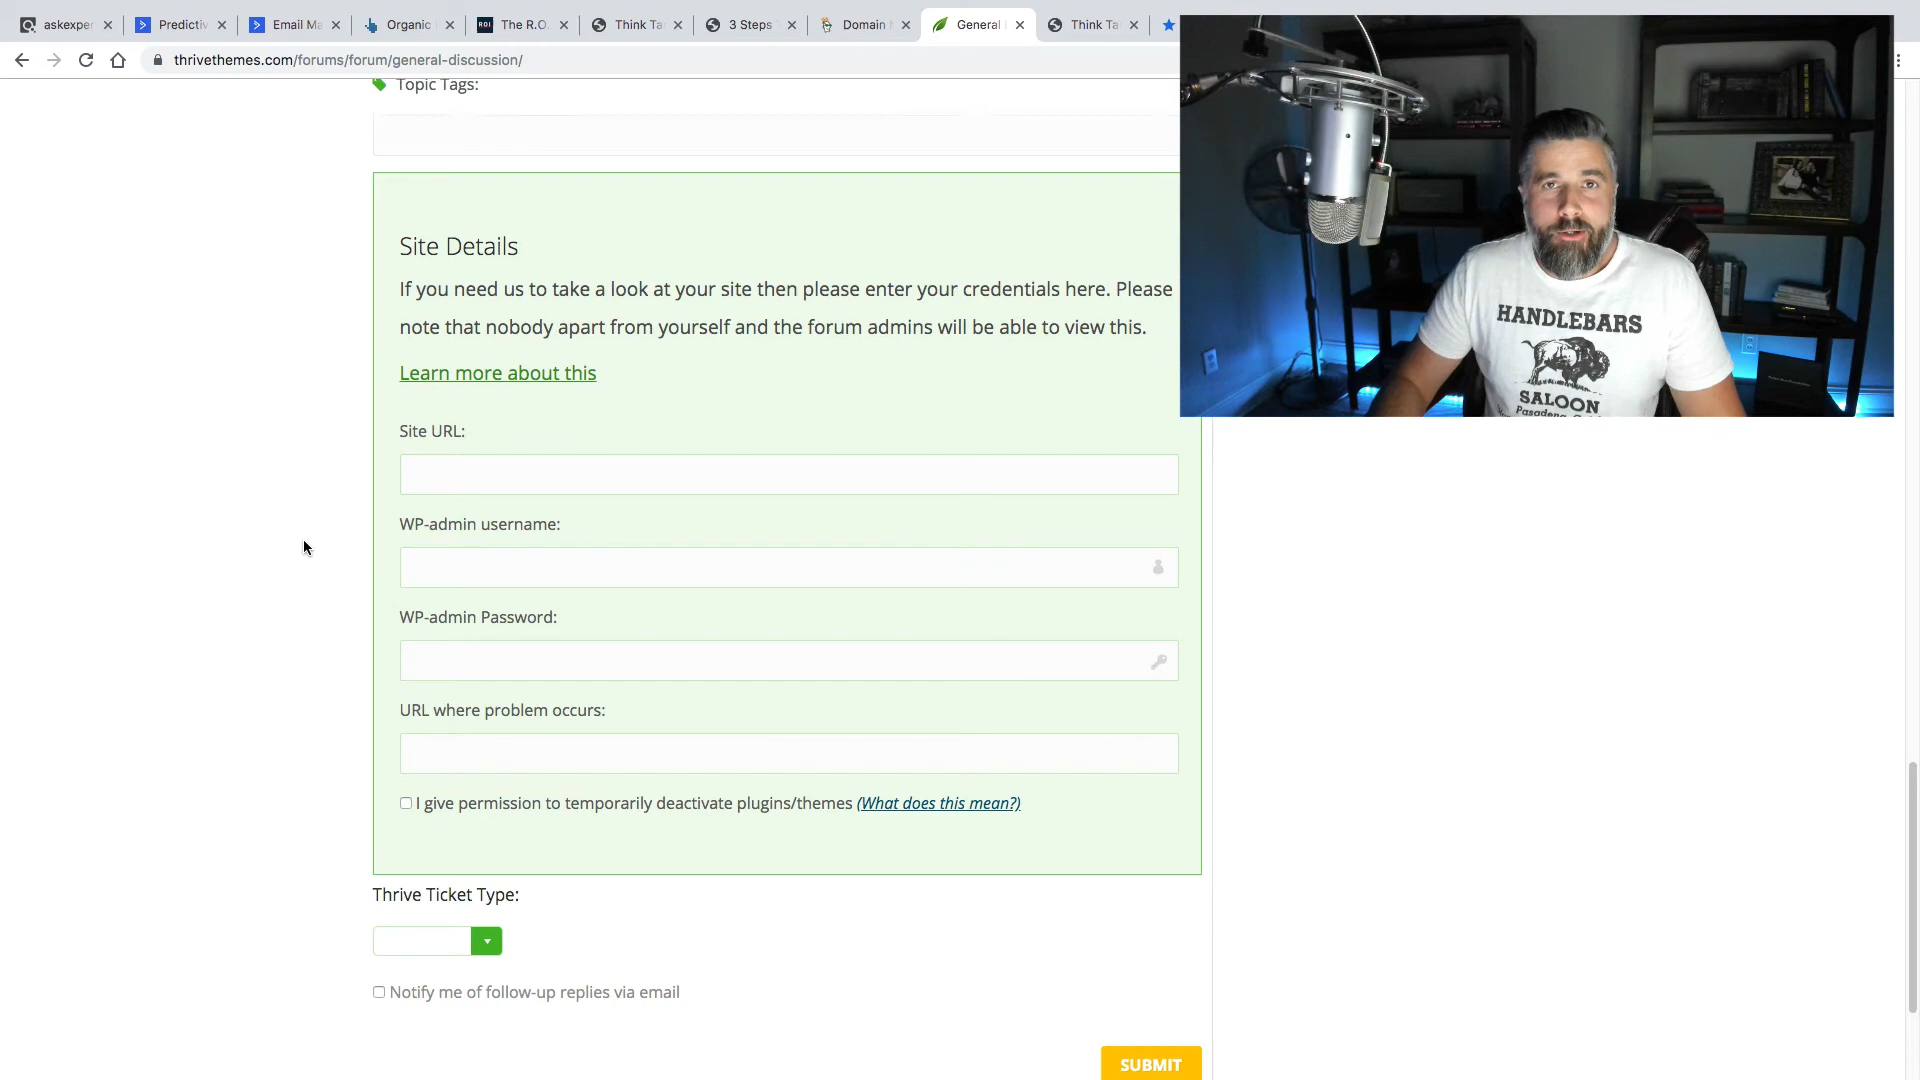 askexper
Predictiv
Email Ma
Organic
ROI
The R.O.
Think Ta
3 Steps
Domain
General
Think Ta
thrivethemes.com/forums/forum/general-discussion/
Topic Tags:
Site Details
If you need us to take a look at your site then please enter your credentials here. Please
note that nobody apart from yourself and the forum admins will be able to view this.
Learn more about this
Site URL:
WP-admin username:
WP-admin Password:
URL where problem occurs:
I give permission to temporarily deactivate plugins/themes (What does this mean?)
Thrive Ticket Type:
Notify me of follow-up replies via email
SUBMIT
HANDLEBARS
SALOON
Pasadena,